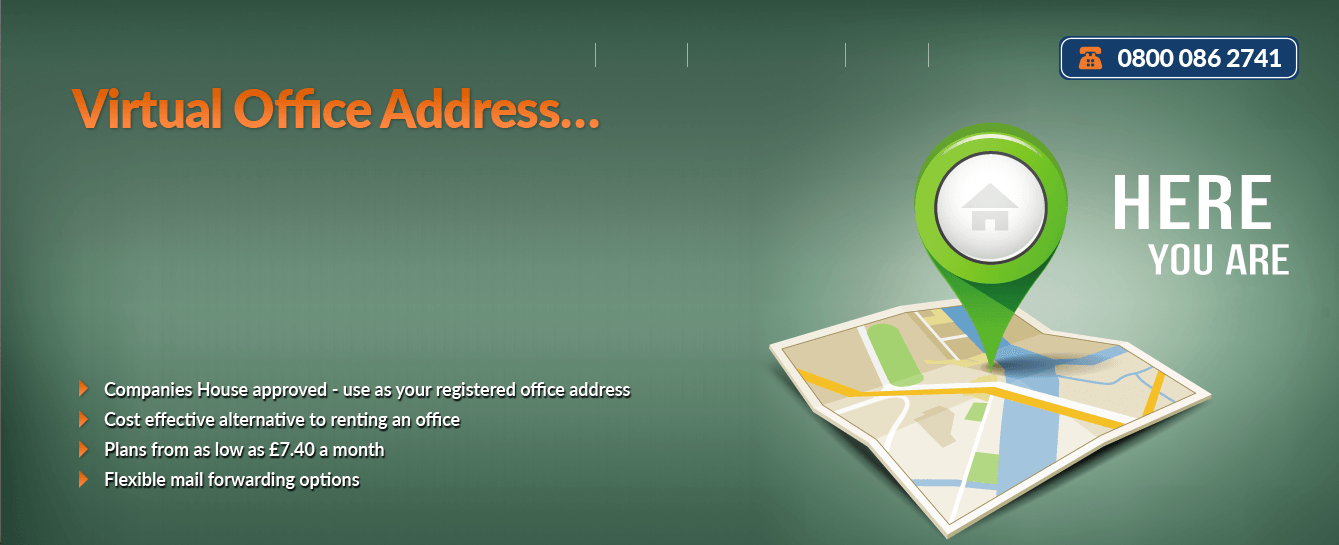 0800 086 2741
Virtual Office Address...
HERE
YOU ARE
Companies House approved - use as your registered office address
Cost effective alternative to renting an office
Plans from as low as £7.40 a month
Flexible mail forwarding options